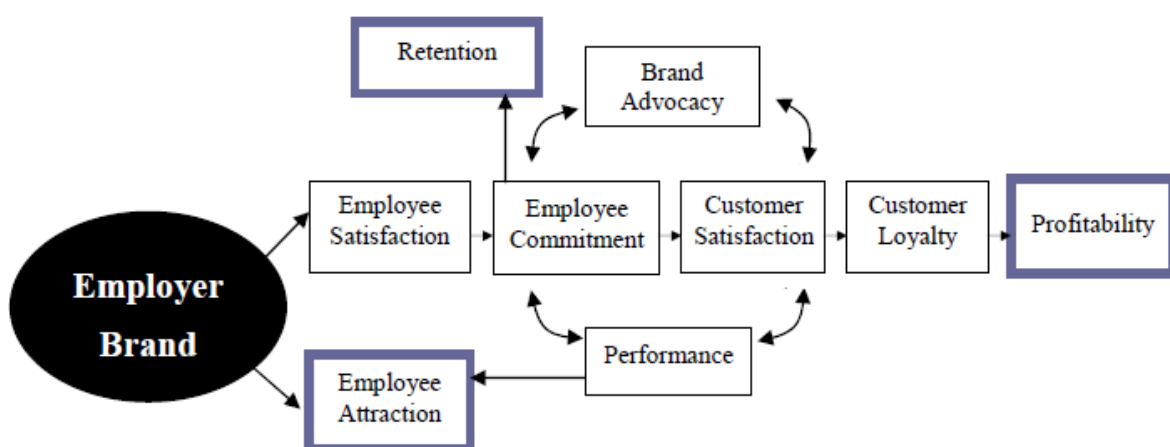 Retention
Brand
Advocacy
Employee
Satisfaction
Employee
Commitment
Customer
Satisfaction
Customer
Loyalty
Profitability
Employer
Brand
Performance
Employee
Attraction